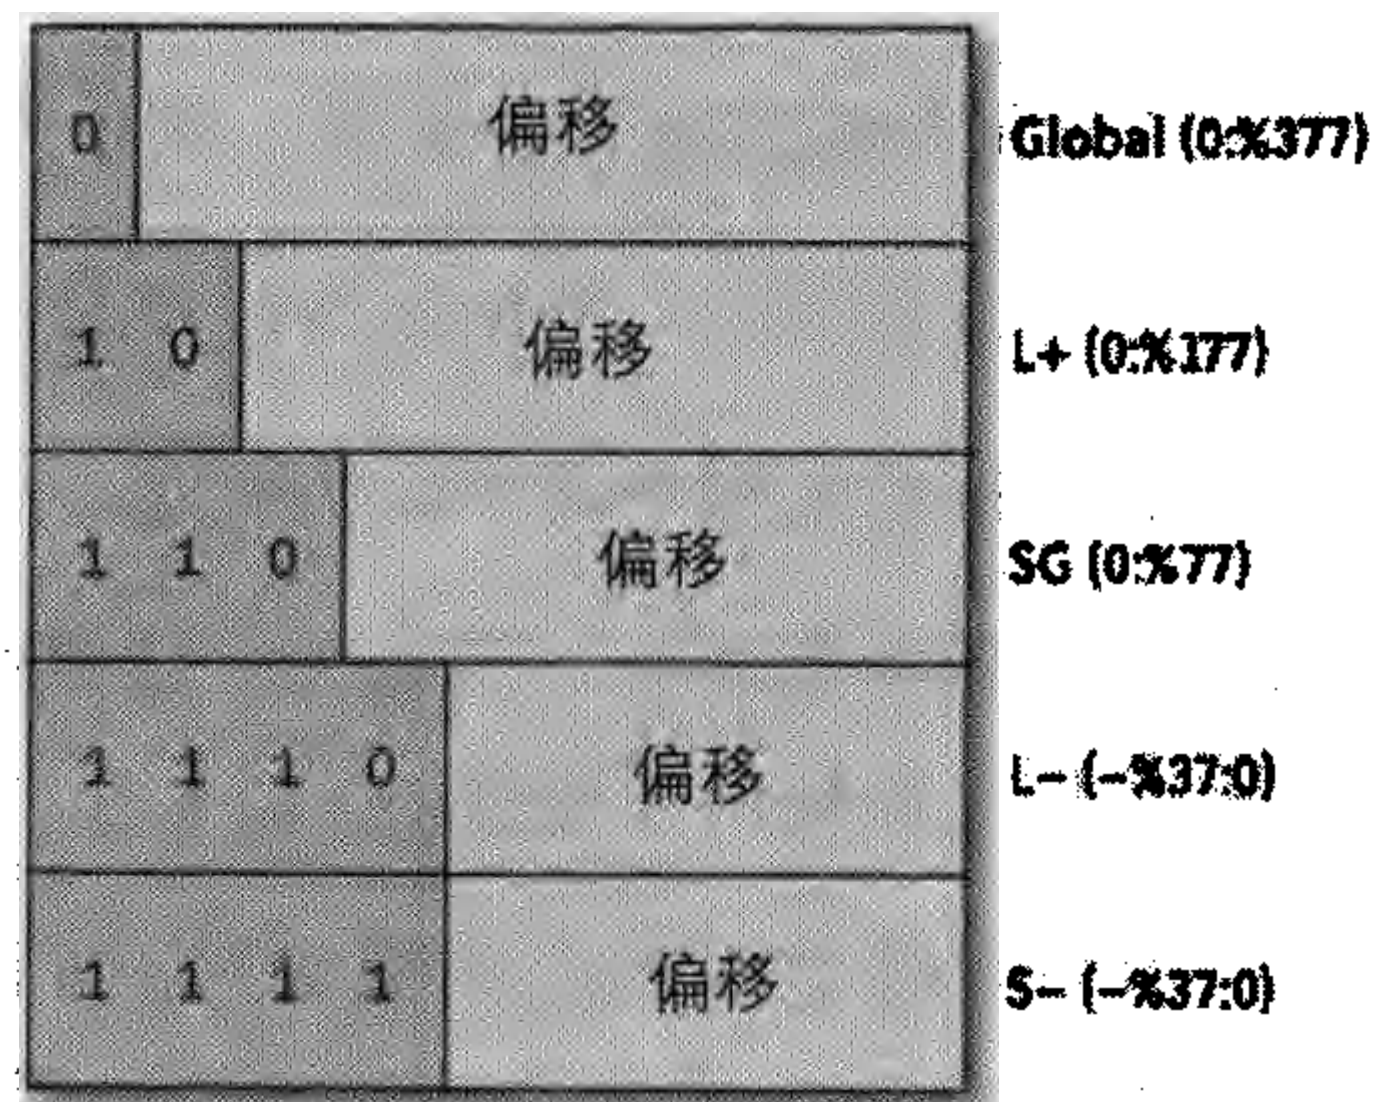 0 偏移 Global (0:%377)
1 0 偏移 L+ (0:%177)
1 1 0 偏移 SG (0:%77)
1 1 1 0 偏移 L- (-%37:0)
1 1 1 1 偏移 S- (-%37:0)